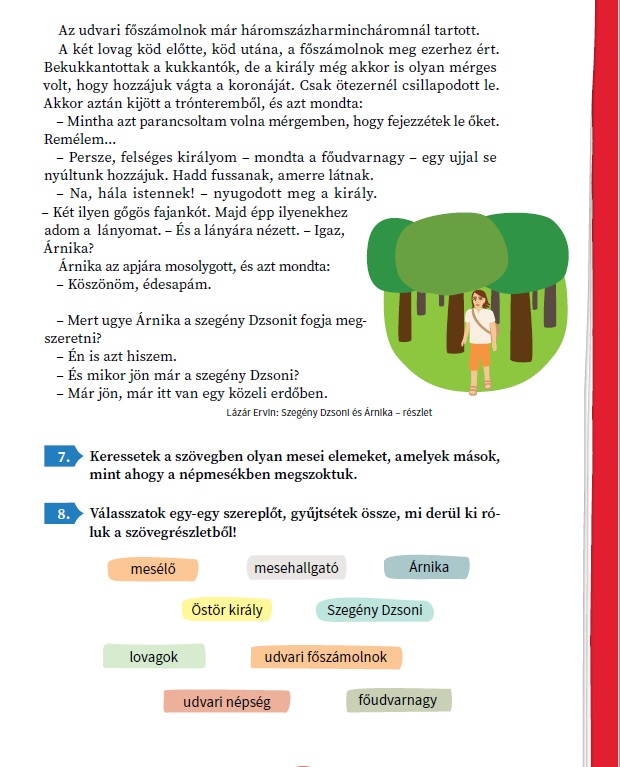 Az udvari főszámolnok már háromszázharmincháromnál tartott.
A két lovag köd előtte, köd utána, a főszámolnok meg ezerhez ért.
Bekukkantottak a kukkantók, de a király még akkor is olyan mérges
volt, hogy hozzájuk vágta a koronáját. Csak ötezernél csillapodott le.
Akkor aztán kijött a trónteremből, és azt mondta:
– Mintha azt parancsoltam volna mérgemben, hogy fejezzétek le őket.
Remélem...
– Persze, felséges királyom – mondta a főudvarnagy – egy ujjal se
nyúltunk hozzájuk. Hadd fussanak, amerre látnak.
– Na, hála istennek! – nyugodott meg a király.
– Két ilyen gőgös fajankót. Majd épp ilyenekhez
adom a lányomat. – És a lányára nézett. – Igaz,
Árnika?
Árnika az apjára mosolygott, és azt mondta:
– Köszönöm, édesapám.
– Mert ugye Árnika a szegény Dzsonit fogja meg-
szeretni?
– Én is azt hiszem.
– És mikor jön már a szegény Dzsoni?
– Már jön, már itt van egy közeli erdőben.
Lázár Ervin: Szegény Dzsoni és Árnika – részlet
7. Keressetek a szövegben olyan mesei elemeket, amelyek mások,
mint ahogy a népmesékben megszoktuk.
8. Válasszatok egy-egy szereplőt, gyűjtsétek össze, mi derül ki ró-
luk a szövegrészletből!
mesélő mesehallgató Árnika
Östör király Szegény Dzsoni
lovagok udvari főszámolnok
udvari népség főudvarnagy